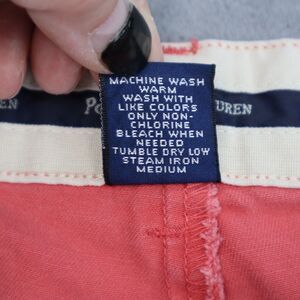 MACHINE WASH
WARM
WASH WITH
LIKE COLORS
ONLY NON-
CHLORINE
BLEACH WHEN
NEEDED
TUMBLE DRY LOW
STEAM IRON
MEDIUM